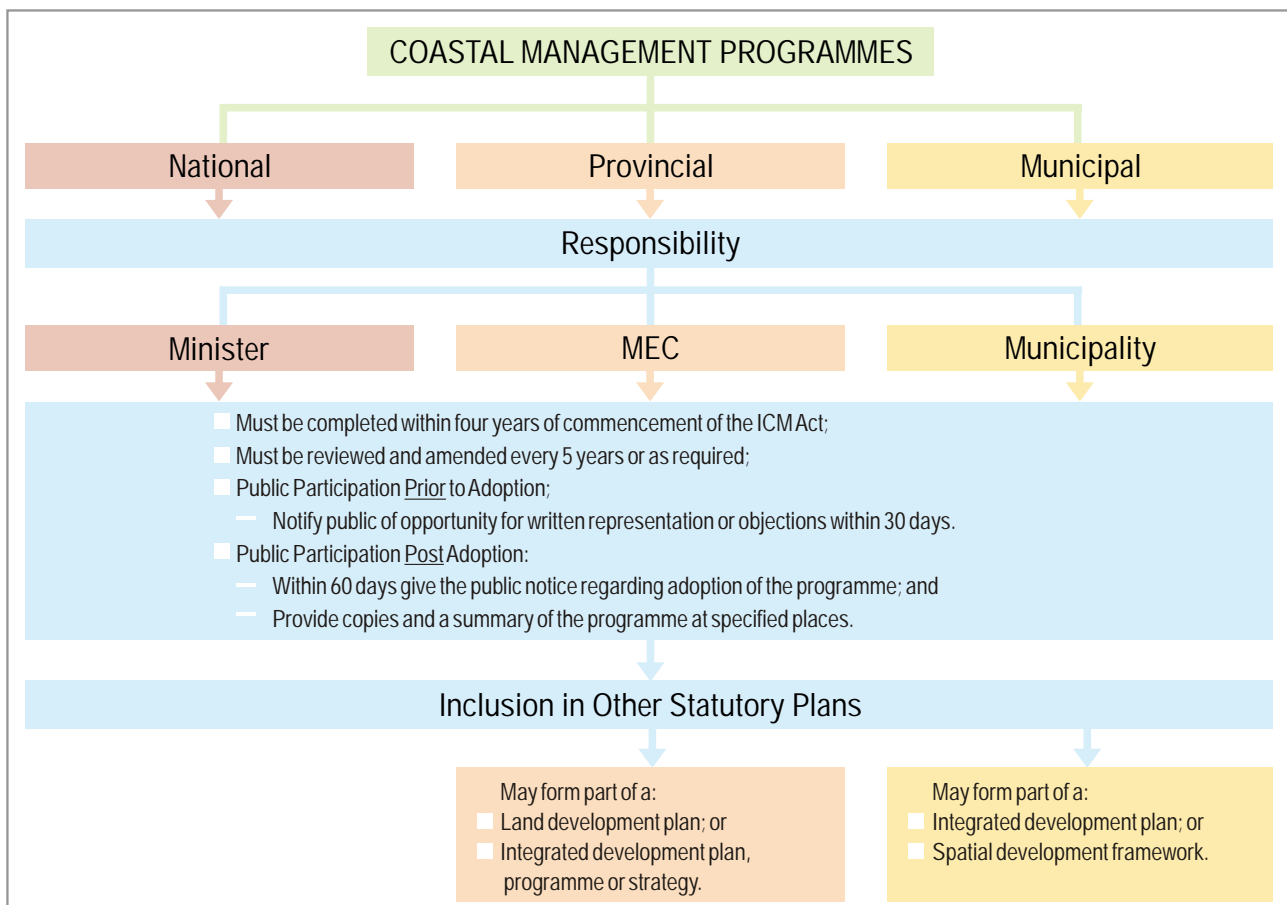 COASTAL MANAGEMENT PROGRAMMES
National
Provincial
Municipal
Responsibility
Minister
MEC
Municipality
Must be completed within four years of commencement of the ICM Act;
Must be reviewed and amended every 5 years or as required;
Public Participation Prior to Adoption;
— Notify public of opportunity for written representation or objections within 30 days.
Public Participation Post Adoption:
— Within 60 days give the public notice regarding adoption of the programme; and
— Provide copies and a summary of the programme at specified places.
Inclusion in Other Statutory Plans
May form part of a:
Land development plan; or
Integrated development plan,
programme or strategy.
May form part of a:
Integrated development plan; or
Spatial development framework.